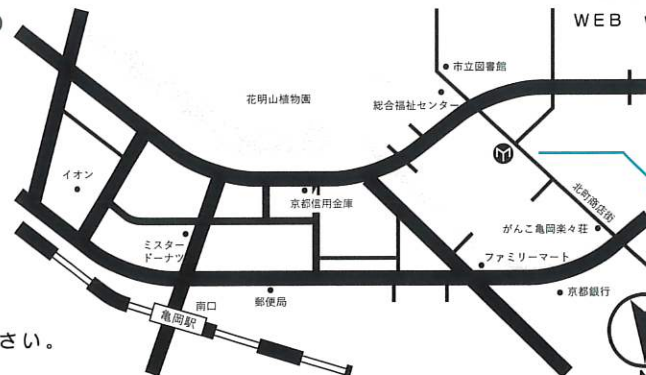 WEB
市立図書館
花明山植物園
総合福祉センター
イオン
京都信用金庫
北町商店街
がんこ亀岡楽々荘
ミスター
ドーナツ
ファミリーマート
南口
郵便局
京都銀行
亀岡駅
さい。